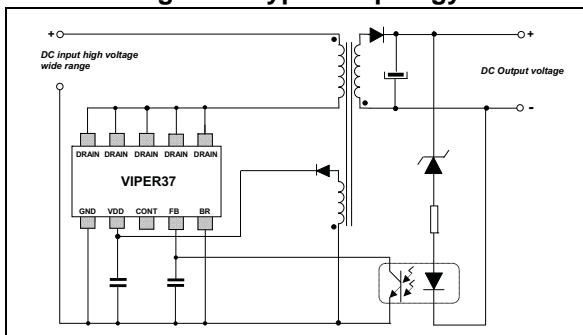 +
DC input high voltage
wide range
+
DC Output voltage
-
DRAIN DRAIN DRAIN DRAIN DRAIN
VIPER37
GND VDD CONT FB BR